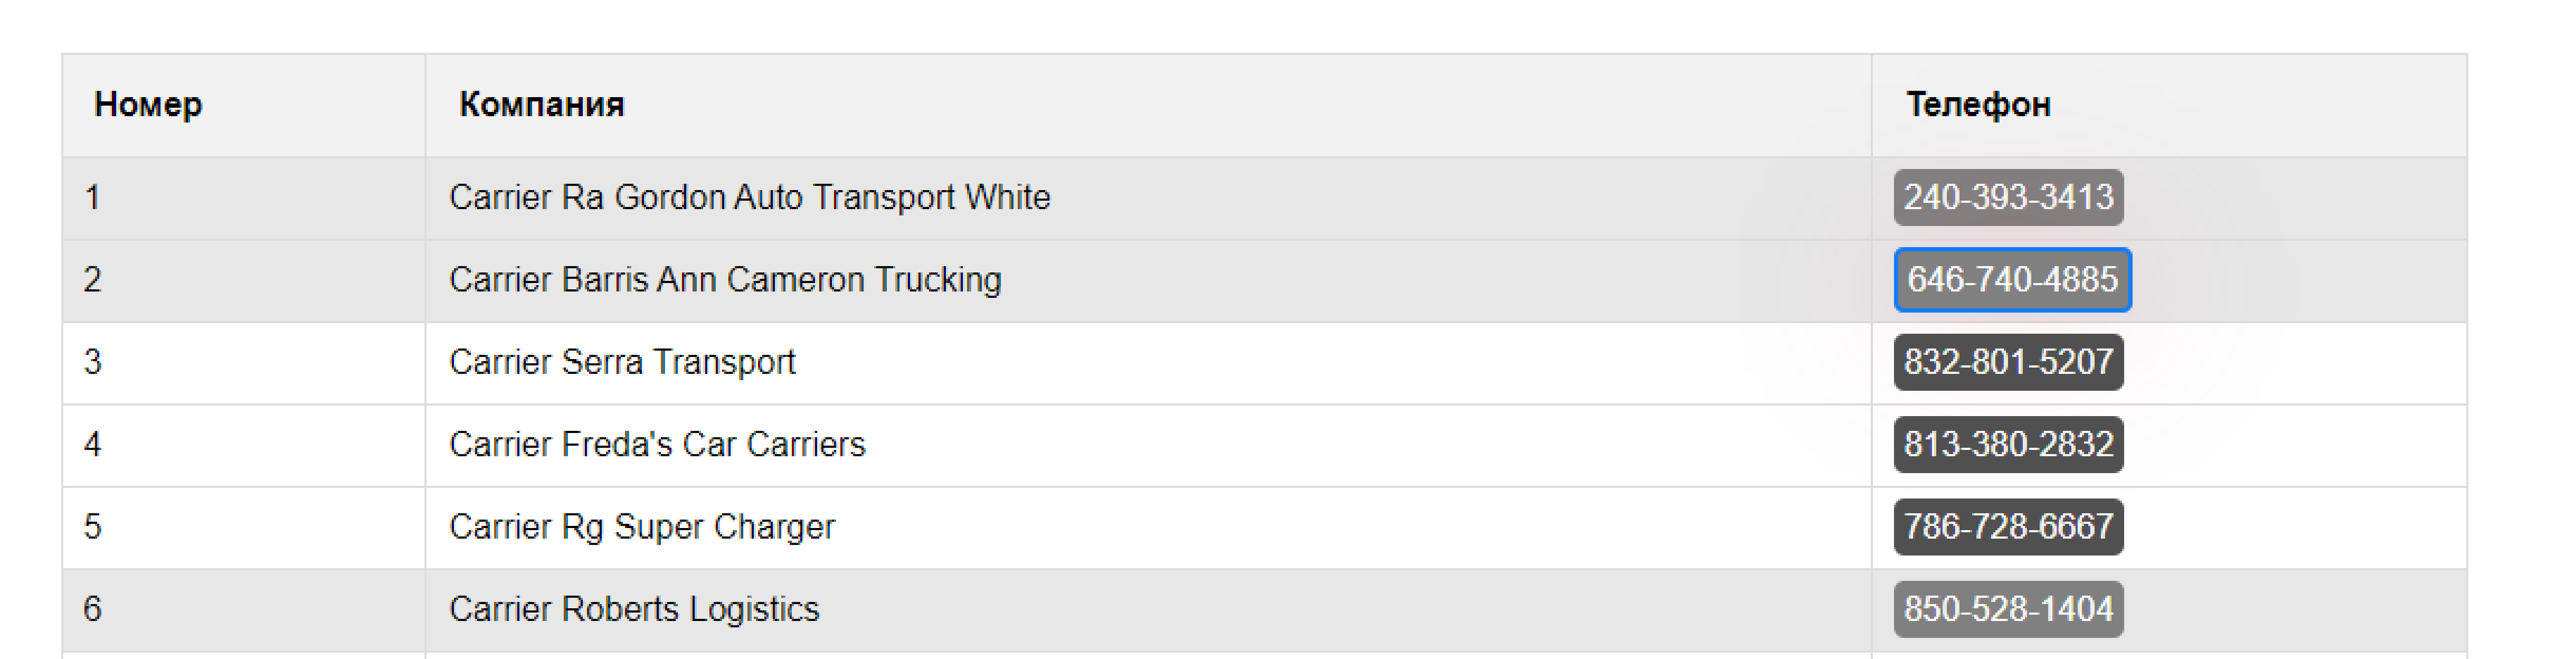 Номер Компания Телефон
1 Carrier Ra Gordon Auto Transport White 240-393-3413
2 Carrier Barris Ann Cameron Trucking 646-740-4885
3 Carrier Serra Transport 832-801-5207
4 Carrier Freda's Car Carriers 813-380-2832
5 Carrier Rg Super Charger 786-728-6667
6 Carrier Roberts Logistics 850-528-1404